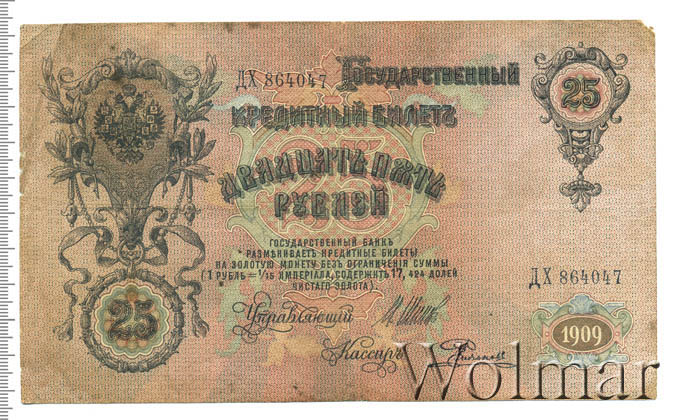 ДХ 864047 Государственный
25
Кредитный Билетъ
Двадцать пять
рублей
25
ГОСУДАРСТВЕННЫЙ БАНКЪ
РАЗМѢНИВАЕТЪ КРЕДИТНЫЕ БИЛЕТЫ
НА ЗОЛОТУЮ МОНЕТУ БЕЗЪ ОГРАНИЧЕНІЯ СУММЫ
(1 РУБЛЬ = 1/15 ИМПЕРІАЛА, СОДЕРЖИТЪ 17,424 ДОЛЕЙ
ЧИСТАГО ЗОЛОТА)
ДХ 864047
25
Управляющій
1909
Кассиръ
Wolmar